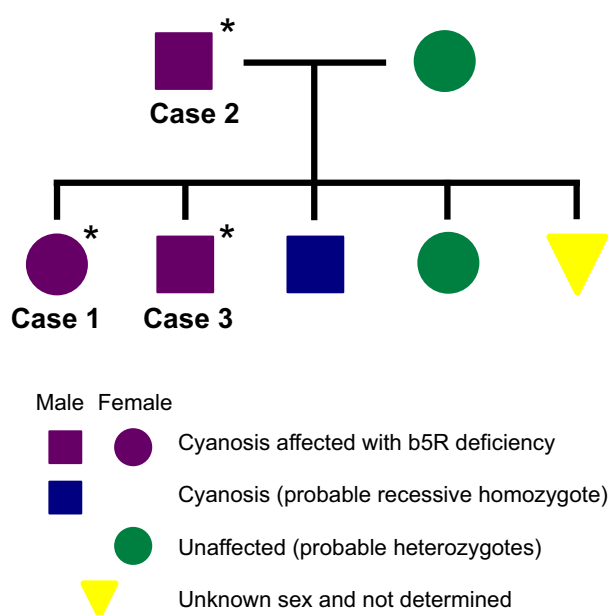 *
Case 2
* *
Case 1 Case 3
Male Female
Cyanosis affected with b5R deficiency
Cyanosis (probable recessive homozygote)
Unaffected (probable heterozygotes)
Unknown sex and not determined